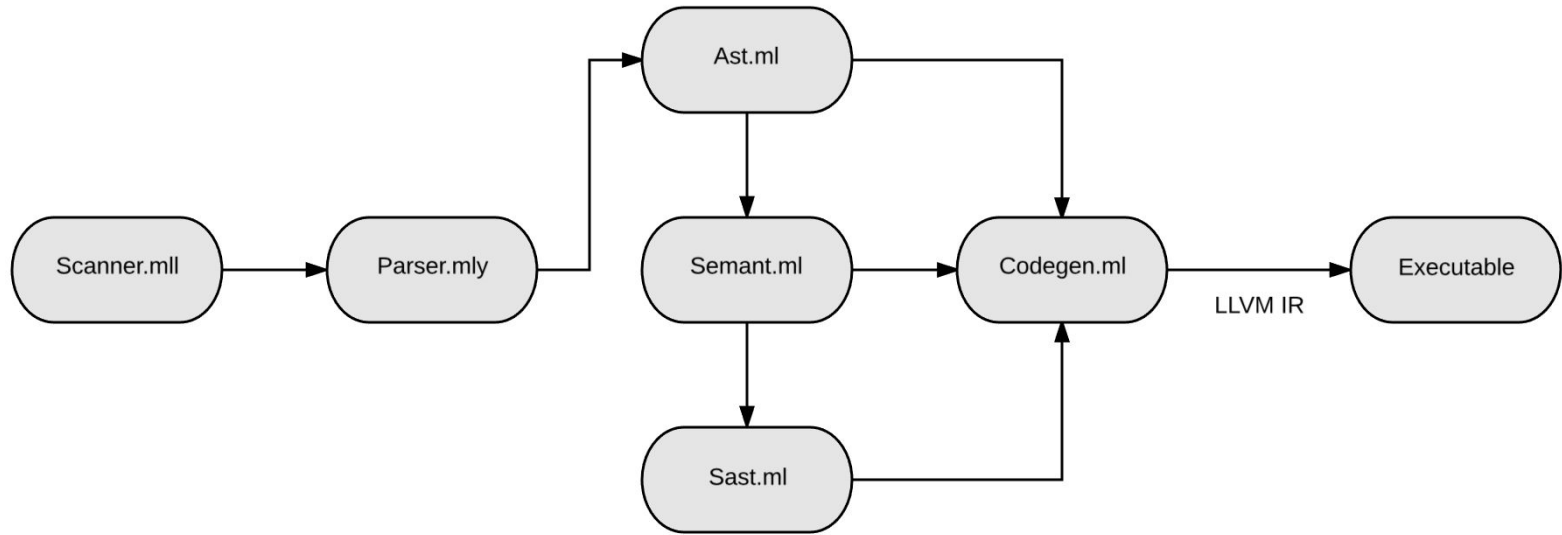 Ast.ml
Scanner.mll
Parser.mly
Semant.ml
Codegen.ml
Executable
LLVM IR
Sast.ml